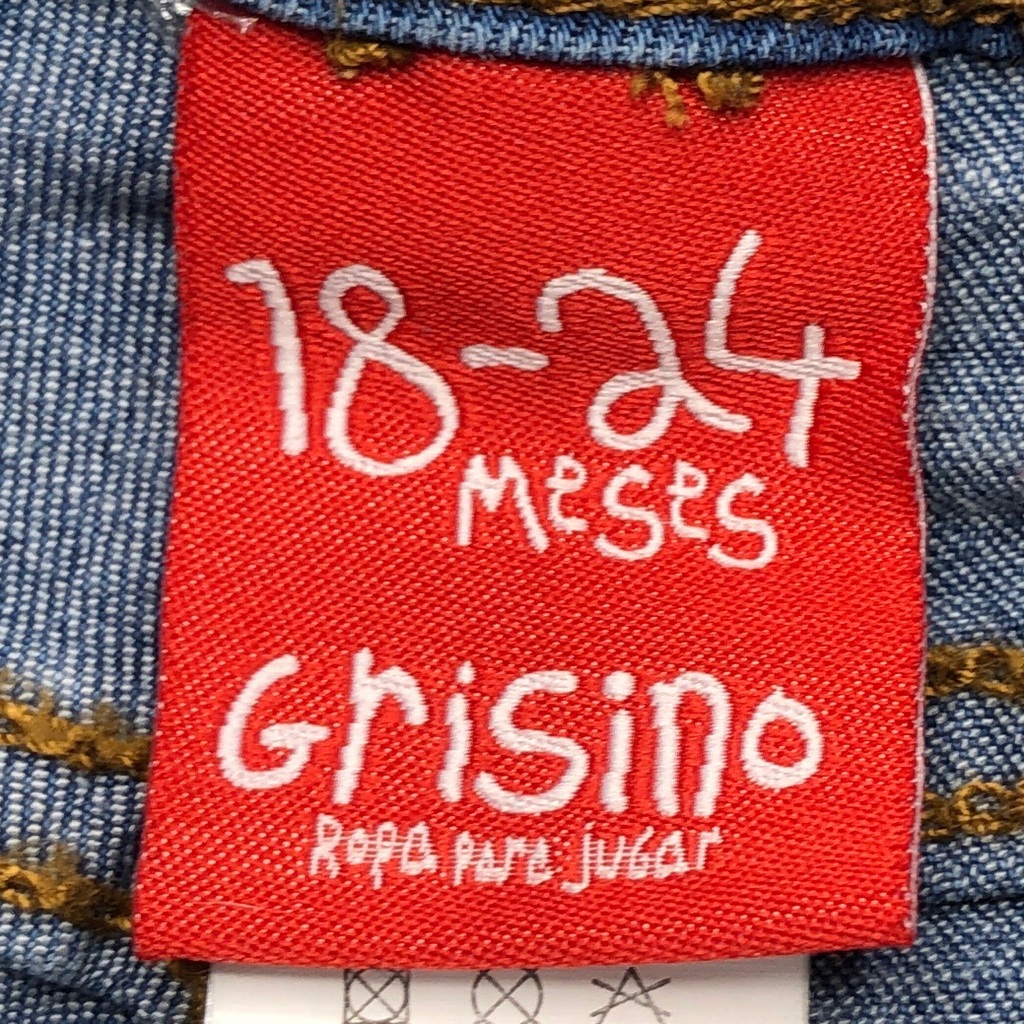 18-24
Meses
Grisino
Ropa para jugar